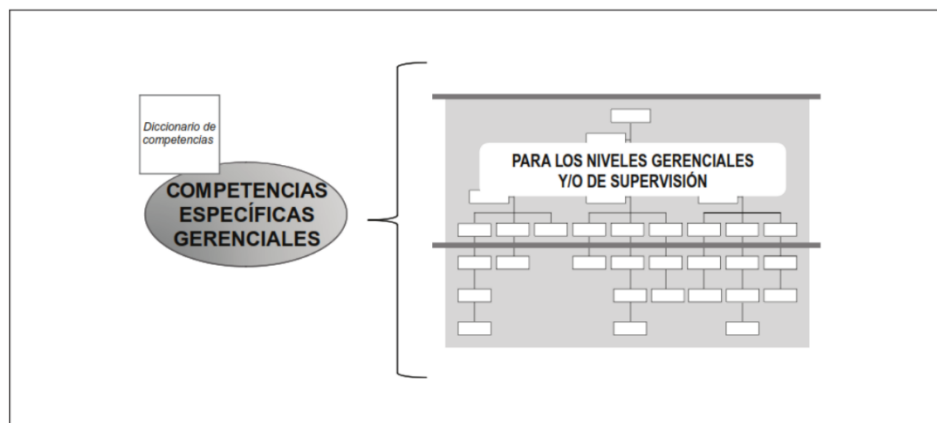 Diccionario de
competencias
COMPETENCIAS
ESPECÍFICAS
GERENCIALES
PARA LOS NIVELES GERENCIALES
Y/O DE SUPERVISIÓN